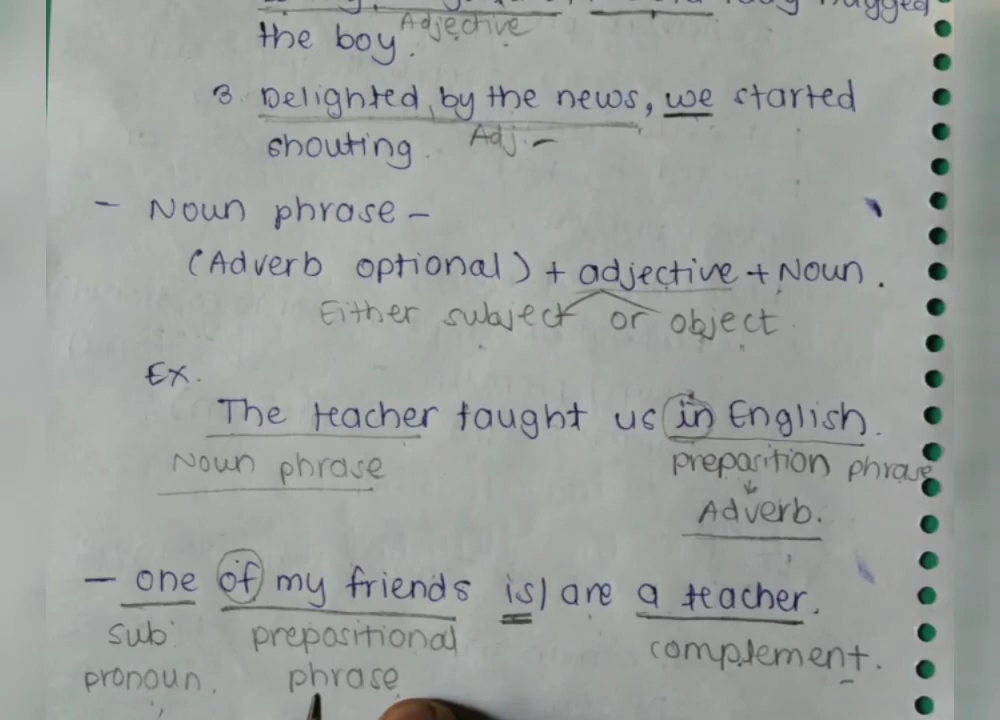 hugged
Adjective
the boy.
3. Delighted by the news, we started
Adj.-
shouting.
- Noun phrase -
(Adverb optional) + adjective + Noun.
Either subject or object.
Ex.
The teacher taught us in English.
Noun phrase preposition phrase
Adverb.
- one of my friends is/are a teacher.
sub prepositional complement.
pronoun. phrase